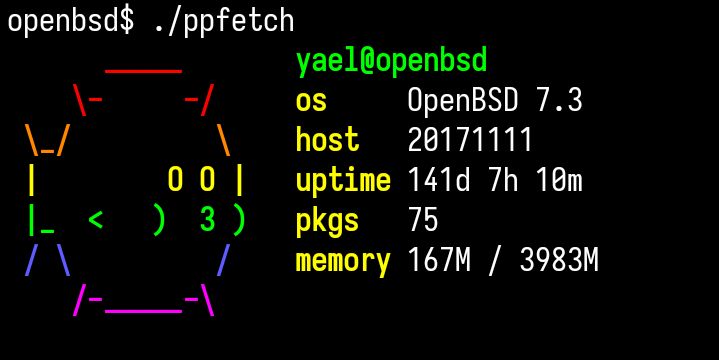 openbsd$ ./ppfetch
      _____      yael@openbsd
    \-     -/    os     OpenBSD 7.3
 \_/         \   host   20171111
 |        O O |  uptime 141d 7h 10m
 |_  <   )  3 )  pkgs   75
 / \         /   memory 167M / 3983M
    /-_____-\